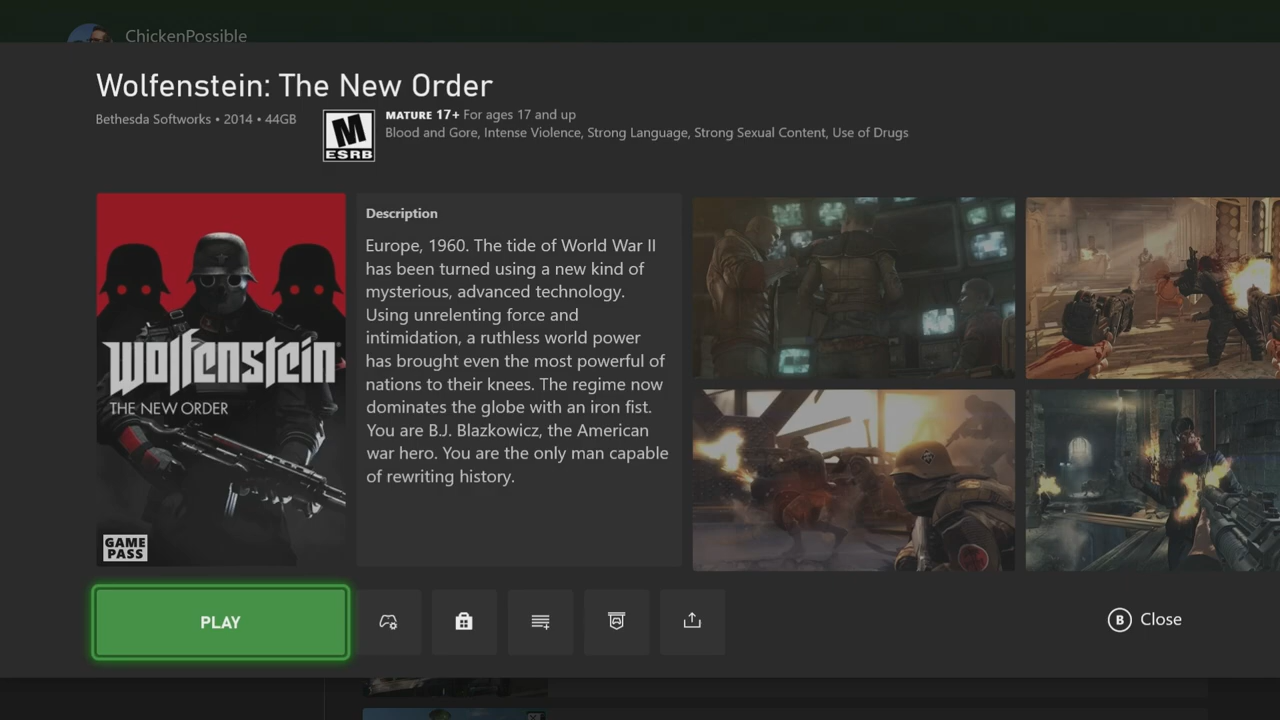 ChickenPossible
Wolfenstein: The New Order
Bethesda Softworks • 2014 • 44GB
M
ESRB
MATURE 17+ For ages 17 and up
Blood and Gore, Intense Violence, Strong Language, Strong Sexual Content, Use of Drugs
Wolfenstein
THE NEW ORDER
GAME
PASS
Description
Europe, 1960. The tide of World War II
has been turned using a new kind of
mysterious, advanced technology.
Using unrelenting force and
intimidation, a ruthless world power
has brought even the most powerful of
nations to their knees. The regime now
dominates the globe with an iron fist.
You are B.J. Blazkowicz, the American
war hero. You are the only man capable
of rewriting history.
PLAY
B Close